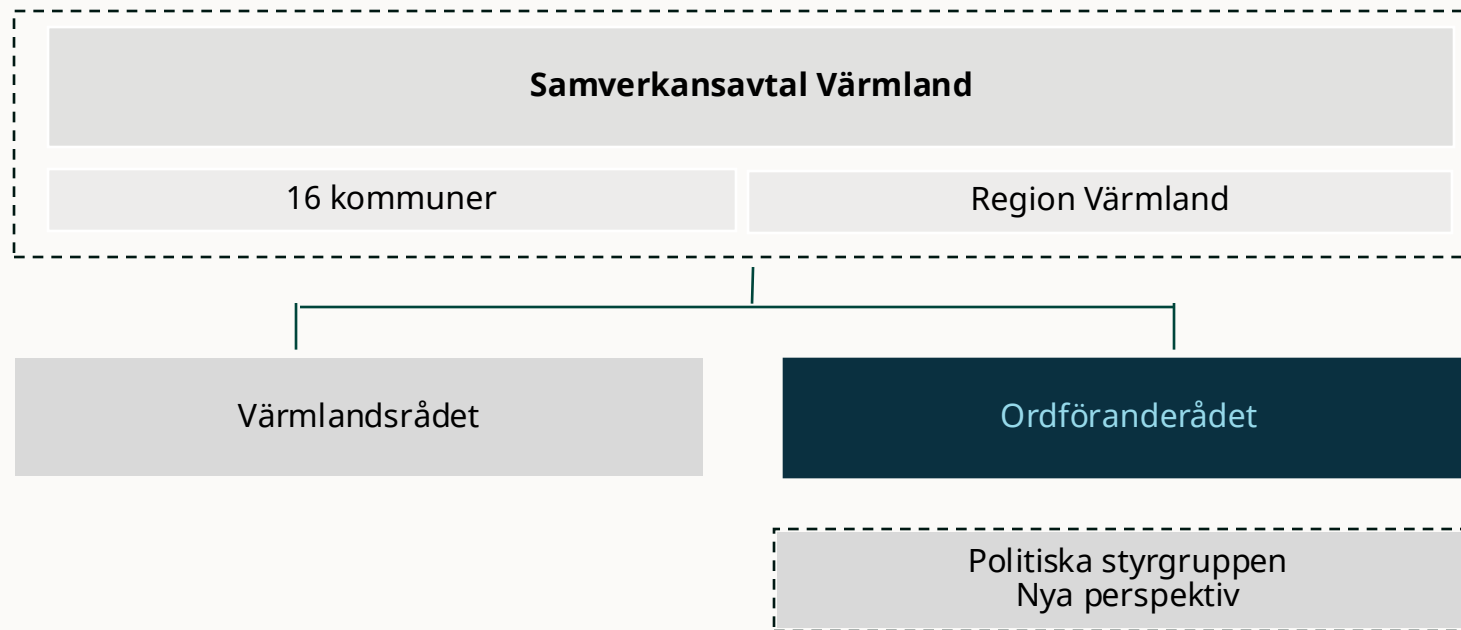 Samverkansavtal Värmland
16 kommuner
Region Värmland
Värmlandsrådet
Ordföranderådet
Politiska styrgruppen
Nya perspektiv